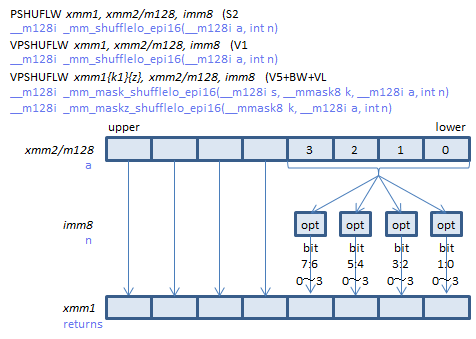 PSHUFLW xmm1, xmm2/m128, imm8 (S2
__m128i _mm_shufflelo_epi16(__m128i a, int n)
VPSHUFLW xmm1, xmm2/m128, imm8 (V1
__m128i _mm_shufflelo_epi16(__m128i a, int n)
VPSHUFLW xmm1{k1}{z}, xmm2/m128, imm8 (V5+BW+VL
__m128i _mm_mask_shufflelo_epi16(__m128i s, __mmask8 k, __m128i a, int n)
__m128i _mm_maskz_shufflelo_epi16(__mmask8 k, __m128i a, int n)
upper lower
xmm2/m128 3 2 1 0
a
imm8 opt opt opt opt
n bit bit bit bit
7:6 5:4 3:2 1:0
0～3 0～3 0～3 0～3
xmm1
returns